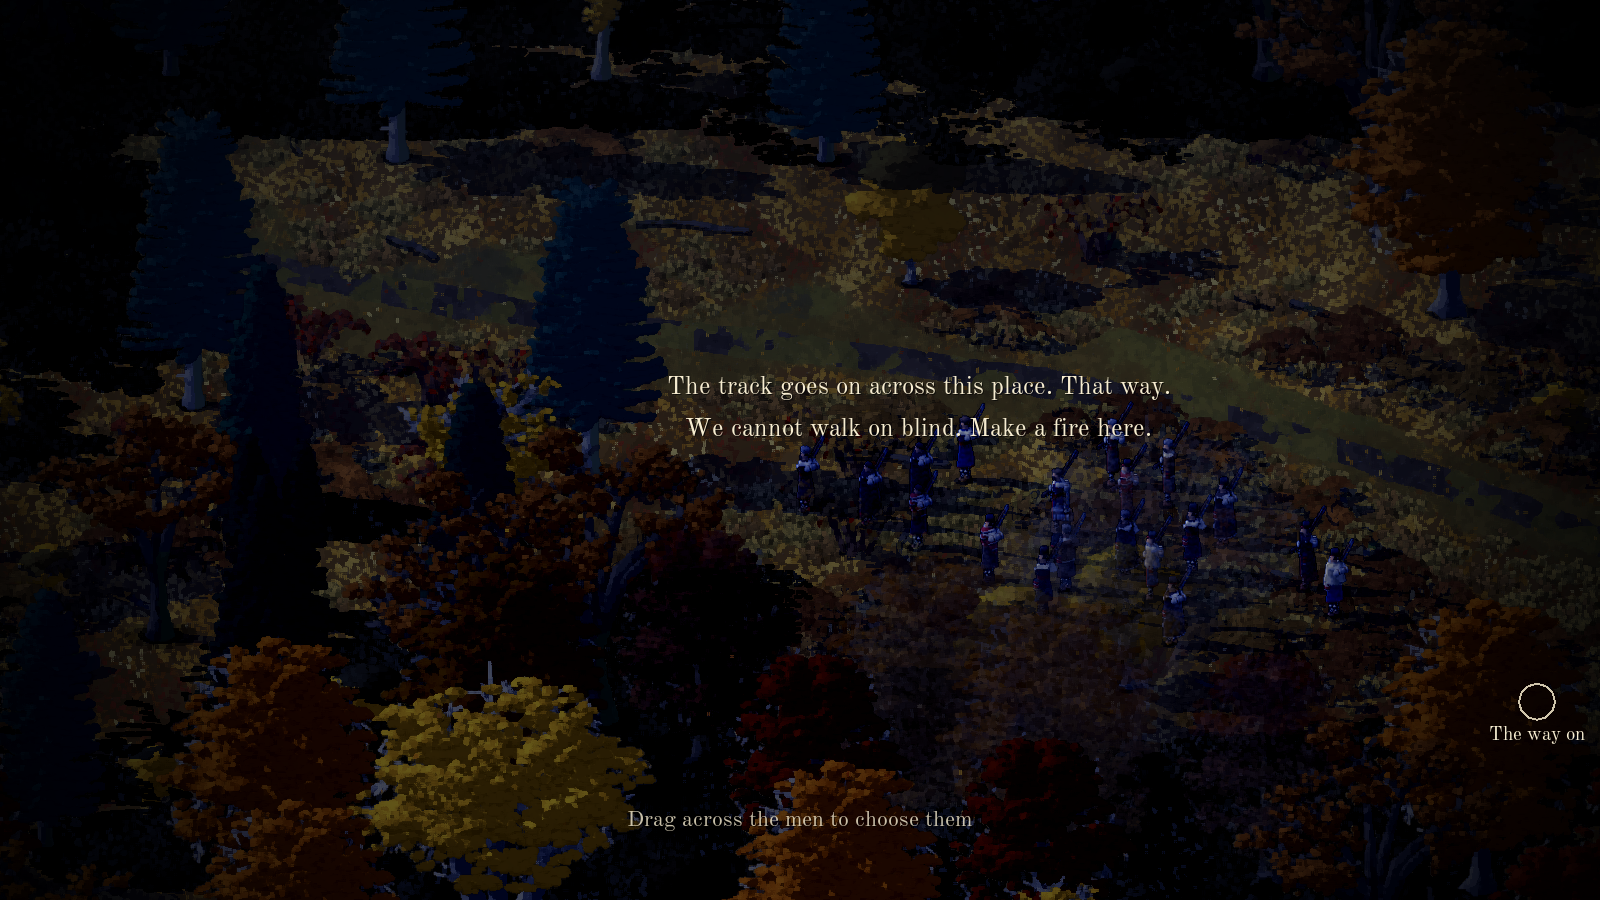 The track goes on across this place. That way.
We cannot walk on blind. Make a fire here.
The way on
Drag across the men to choose them